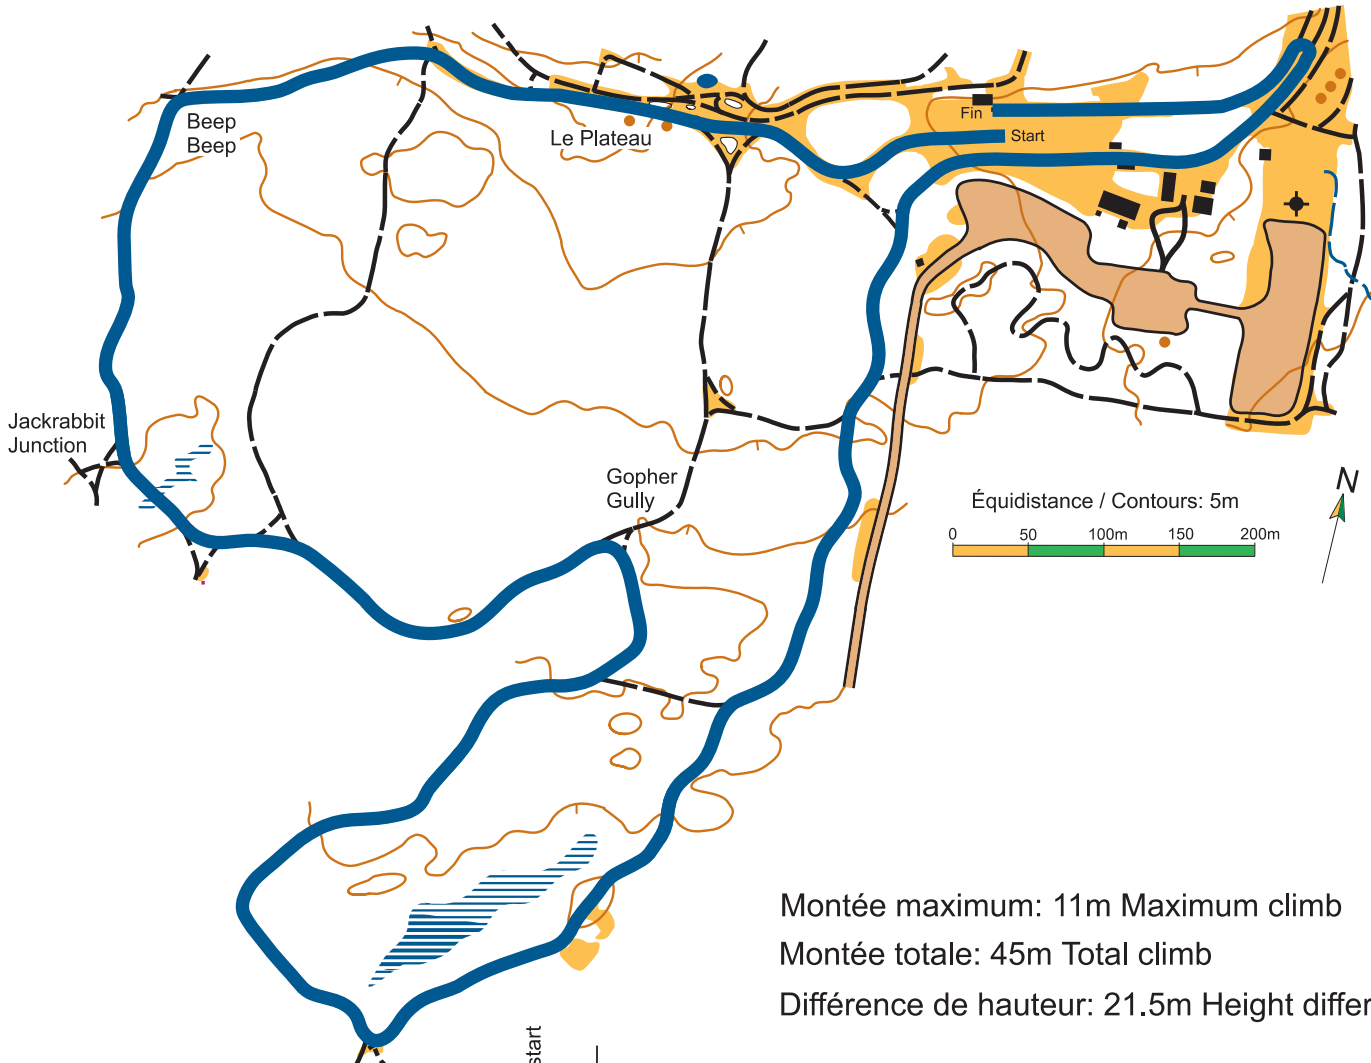 Fin
Start
Beep
Beep
Le Plateau
Jackrabbit
Junction
Gopher
Gully
N
Équidistance / Contours: 5m
0 50 100m 150 200m
Montée maximum: 11m Maximum climb
Montée totale: 45m Total climb
Différence de hauteur: 21.5m Height differ
start